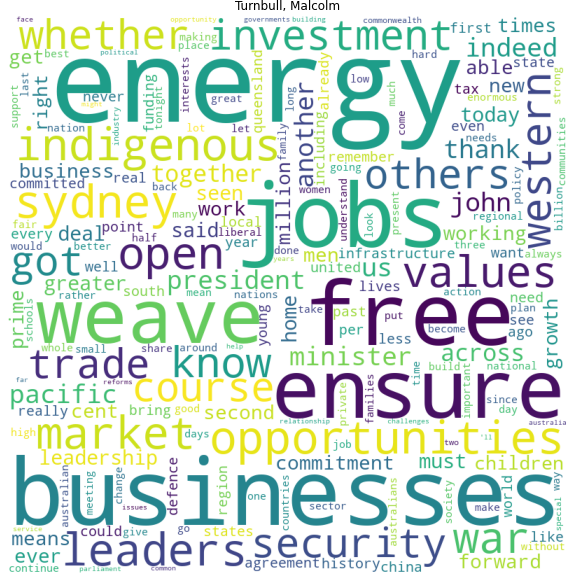 Turnbull, Malcolm
face
opportunity
governments
building
commonwealth
whether
investment
indeed
first
times
making
place
political
best
get
energy
hard
able
state
never
last
support
right
funding
tonight
industry
interests
great
queensland
long
low
already
including
another
million
family
let
lot
come
much
tax
new
enormous
strong
communities
today
even
needs
western
nation
indigenous
business
together
committed
real
back
seen
others
remember
going
women
thank
policy
billion
sydney
jobs
understand
look
present
john
regional
three
fair
many
work
every
point
deal
said
liberal
local
men
working
want
always
would
half
year
open
done
infrastructure
years
got
better
well
united
us
values
action
greater
south
president
lives
nations
mean
rather
weave
prime
schools
whole
small
share
around
young
home
take
past
put
per
less
free
become
plan
need
see
ago
growth
help
minister
across
trade
know
build
national
time
important
private
families
ensure
since
day
australia
far
reforms
pacific
course
really
cent
bring
good
second
high
days
job
relationship
challenges
two
'11
market
opportunities
leadership
commitment
must
children
australian
meeting
change
issues
defence
region
one
countries
sector
australians
society
make
world
way
special
businesses
means
could
give
go
states
war
like
without
service
ever
leaders
security
forward
continue
parliament
common
agreement
history
china